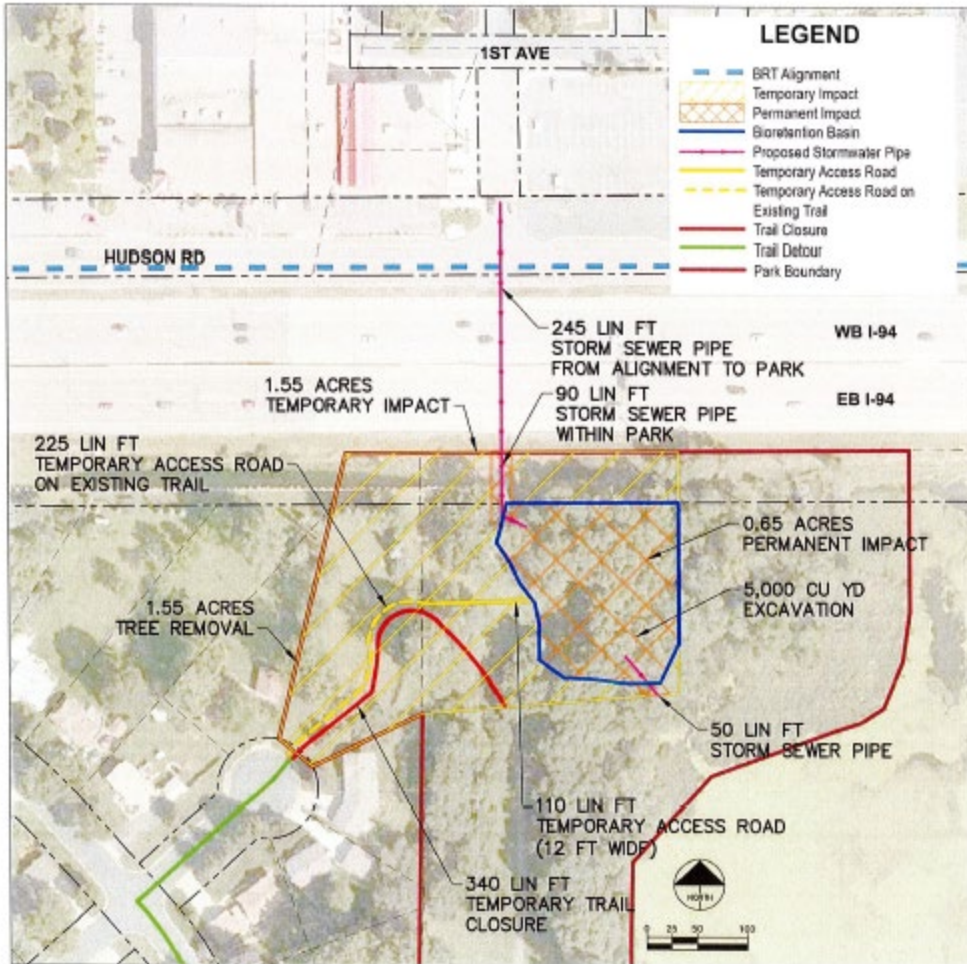 1ST AVE
LEGEND
BRT Alignment
Temporary Impact
Permanent Impact
Bioretention Basin
Proposed Stormwater Pipe
Temporary Access Road
Temporary Access Road on
Existing Trail
Trail Closure
Trail Detour
Park Boundary
HUDSON RD
245 LIN FT
STORM SEWER PIPE
FROM ALIGNMENT TO PARK
WB I-94
EB I-94
1.55 ACRES
TEMPORARY IMPACT
90 LIN FT
STORM SEWER PIPE
WITHIN PARK
225 LIN FT
TEMPORARY ACCESS ROAD
ON EXISTING TRAIL
0.65 ACRES
PERMANENT IMPACT
5,000 CU YD
EXCAVATION
1.55 ACRES
TREE REMOVAL
50 LIN FT
STORM SEWER PIPE
110 LIN FT
TEMPORARY ACCESS ROAD
(12 FT WIDE)
340 LIN FT
TEMPORARY TRAIL
CLOSURE
NORTH
0 25 50 100